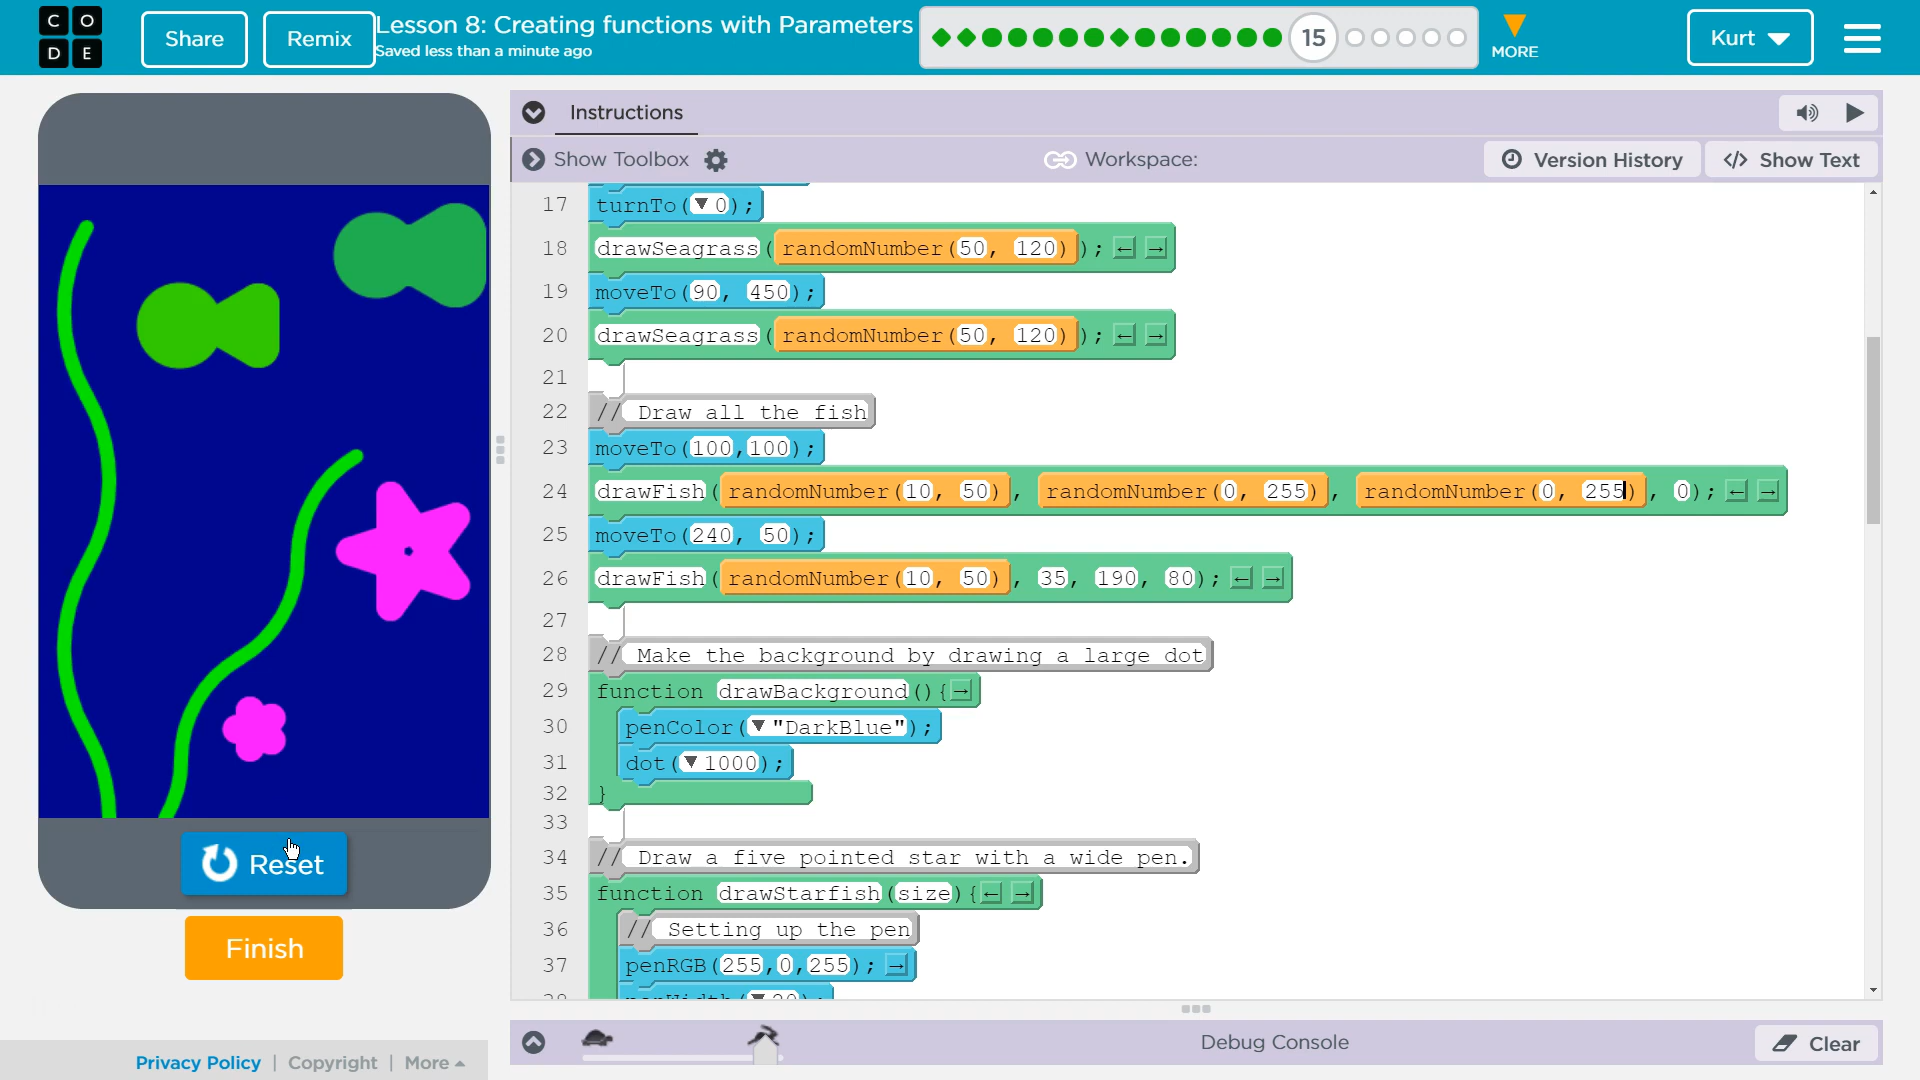 CODE
Share
Remix
Lesson 8: Creating functions with Parameters
Saved less than a minute ago
15
MORE
Kurt
Instructions
Show Toolbox
Workspace:
Version History
</> Show Text
17 turnTo(▼ 0);
18 drawSeagrass(randomNumber(50, 120)); ← →
19 moveTo(90, 450);
20 drawSeagrass(randomNumber(50, 120)); ← →
21
22 // Draw all the fish
23 moveTo(100,100);
24 drawFish(randomNumber(10, 50), randomNumber(0, 255), randomNumber(0, 255), 0); ← →
25 moveTo(240, 50);
26 drawFish(randomNumber(10, 50), 35, 190, 80); ← →
27
28 // Make the background by drawing a large dot
29 function drawBackground(){ →
30 penColor(▼ "DarkBlue");
31 dot(▼ 1000);
32 }
33
34 // Draw a five pointed star with a wide pen.
35 function drawStarfish(size){ ← →
36 // Setting up the pen
37 penRGB(255,0,255); →
Reset
Finish
Debug Console
Clear
Privacy Policy | Copyright | More